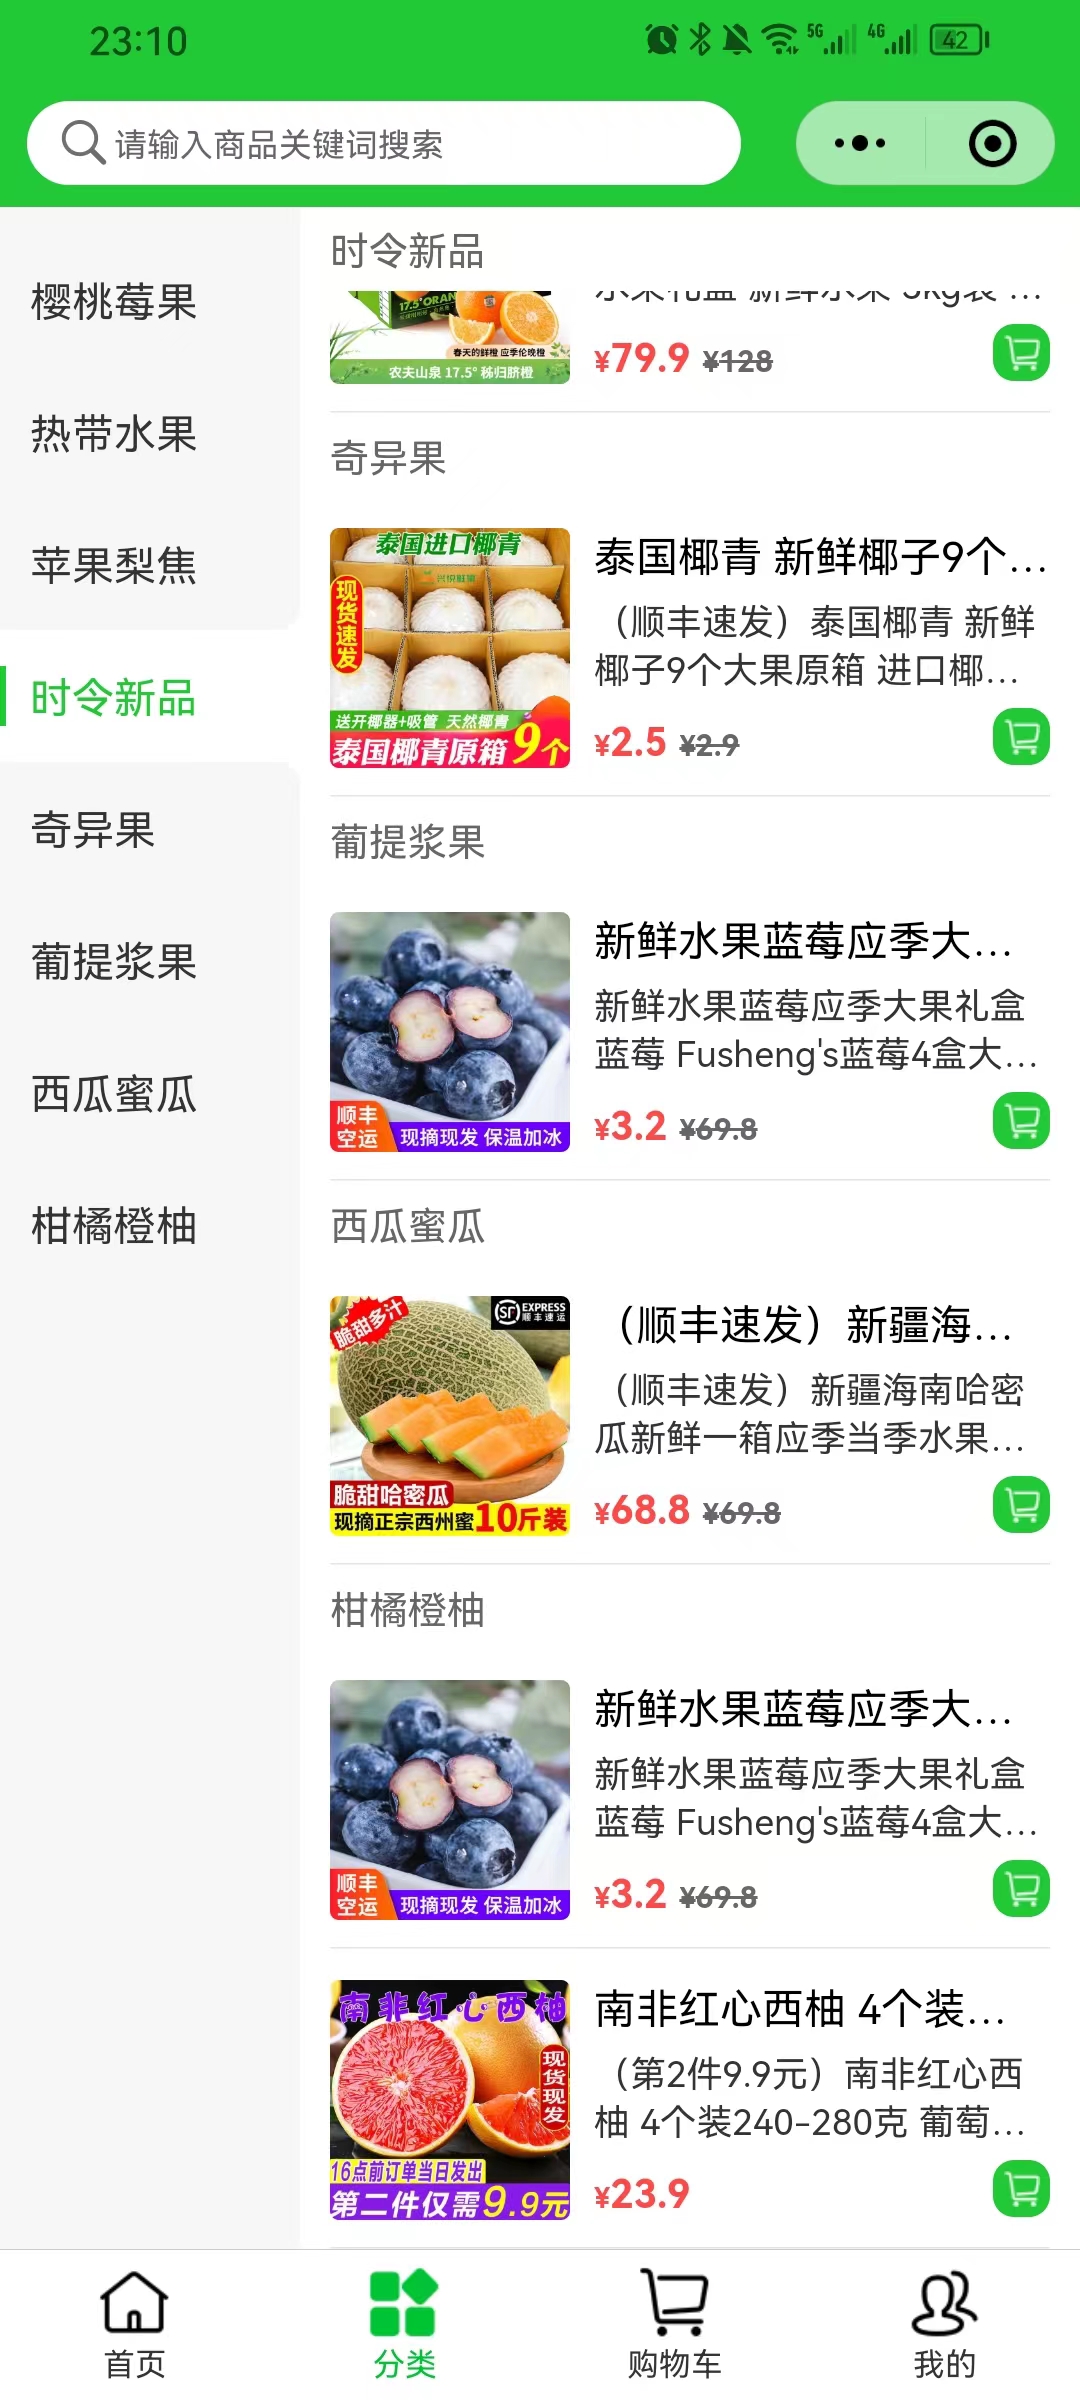 23:10
5G
4G
42
请输入商品关键词搜索
樱桃莓果
热带水果
苹果梨焦
时令新品
奇异果
葡提浆果
西瓜蜜瓜
柑橘橙柚
时令新品
17.5°ORAN
春天的鲜橙 应季伦晚橙
农夫山泉 17.5° 秭归脐橙
水果礼盒 新鲜水果 5kg装 ...
¥79.9 ¥128
奇异果
泰国进口椰青
现货速发
送开椰器+吸管 天然椰青
泰国椰青原箱9个
泰国椰青 新鲜椰子9个...
（顺丰速发）泰国椰青 新鲜
椰子9个大果原箱 进口椰...
¥2.5 ¥2.9
葡提浆果
顺丰
空运
现摘现发 保温加冰
新鲜水果蓝莓应季大...
新鲜水果蓝莓应季大果礼盒
蓝莓 Fusheng's蓝莓4盒大...
¥3.2 ¥69.8
西瓜蜜瓜
脆甜多汁
SF EXPRESS
顺丰速运
脆甜哈密瓜
现摘正宗西州蜜10斤装
（顺丰速发）新疆海...
（顺丰速发）新疆海南哈密
瓜新鲜一箱应季当季水果...
¥68.8 ¥69.8
柑橘橙柚
顺丰
空运
现摘现发 保温加冰
新鲜水果蓝莓应季大...
新鲜水果蓝莓应季大果礼盒
蓝莓 Fusheng's蓝莓4盒大...
¥3.2 ¥69.8
南非红心西柚
现货现发
16点前订单当日发出
第二件仅需9.9元
南非红心西柚 4个装...
（第2件9.9元）南非红心西
柚 4个装240-280克 葡萄...
¥23.9
首页
分类
购物车
我的